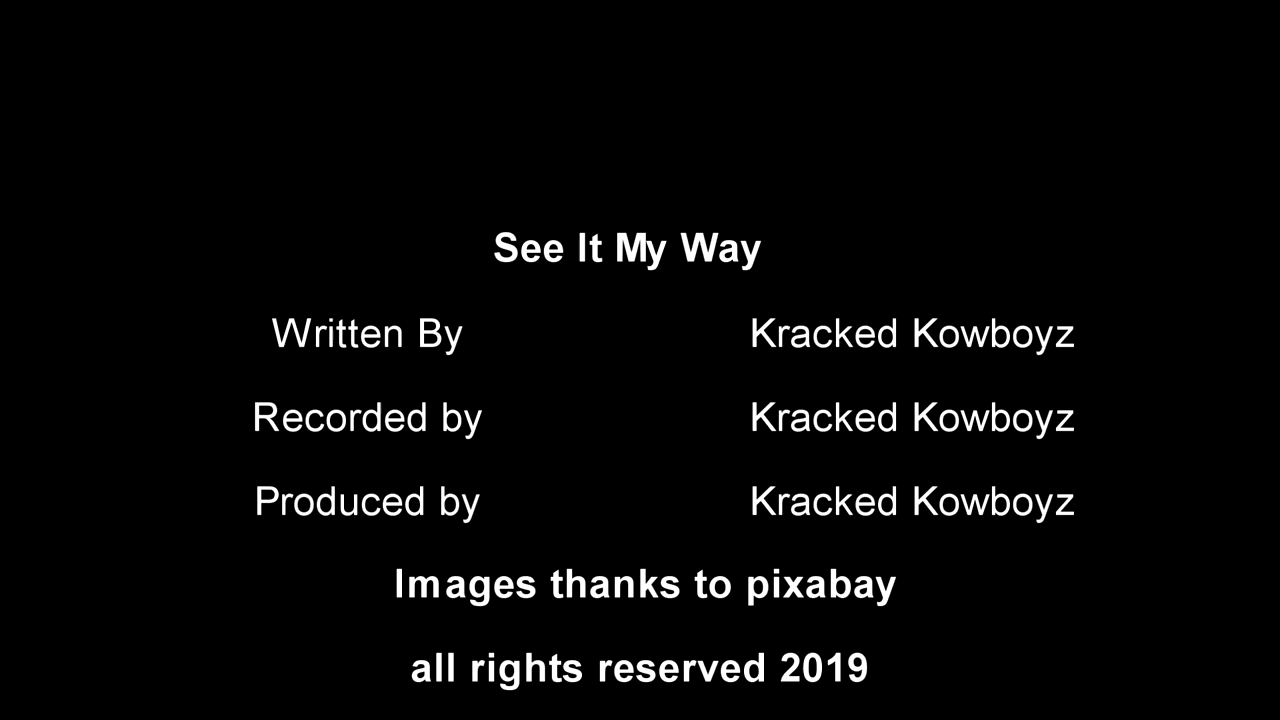 See It My Way
Written By Kracked Kowboyz
Recorded by Kracked Kowboyz
Produced by Kracked Kowboyz
Images thanks to pixabay
all rights reserved 2019